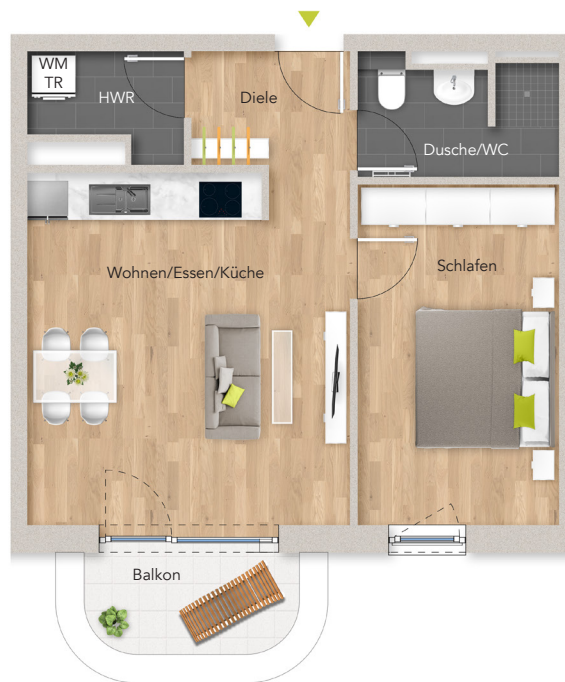 WM
TR
HWR
Diele
Dusche/WC
Wohnen/Essen/Küche
Schlafen
Balkon